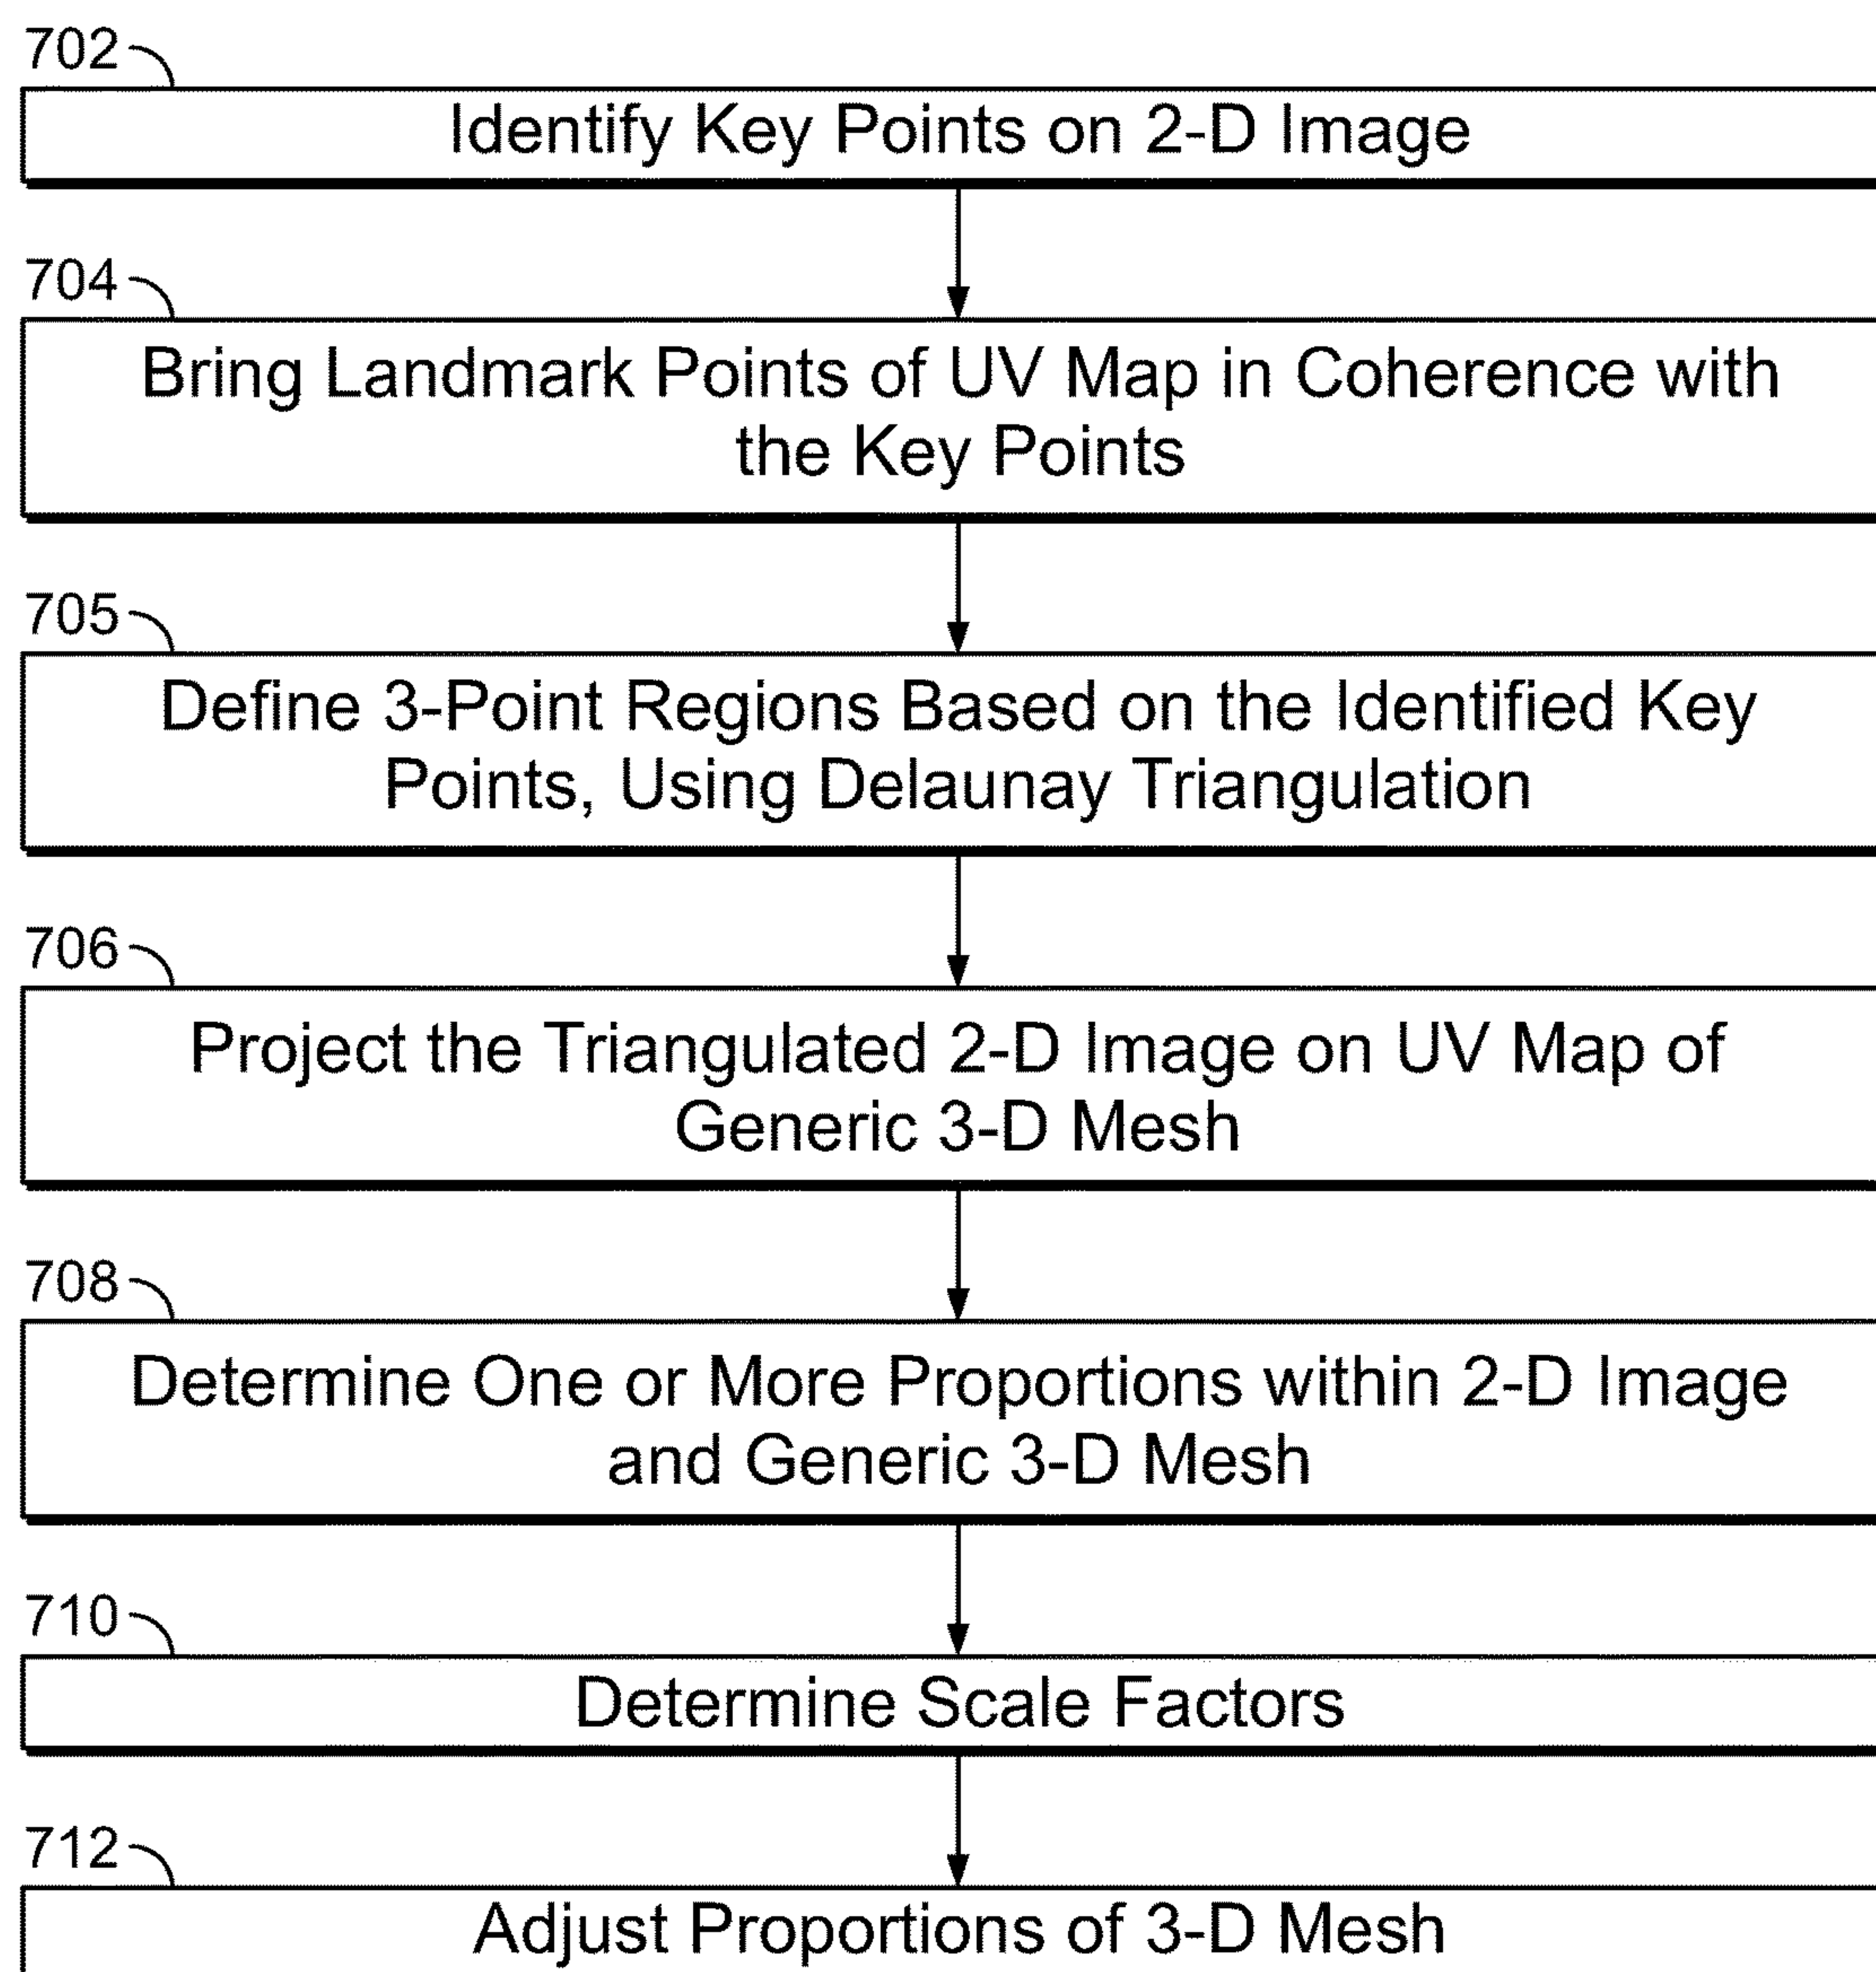 702
Identify Key Points on 2-D Image
704
Bring Landmark Points of UV Map in Coherence with
the Key Points
705
Define 3-Point Regions Based on the Identified Key
Points, Using Delaunay Triangulation
706
Project the Triangulated 2-D Image on UV Map of
Generic 3-D Mesh
708
Determine One or More Proportions within 2-D Image
and Generic 3-D Mesh
710
Determine Scale Factors
712
Adjust Proportions of 3-D Mesh